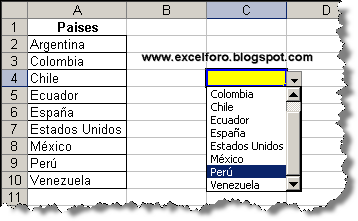 A B C D
1 Paises
2 Argentina
3 Colombia www.excelforo.blogspot.com
4 Chile
5 Ecuador Colombia
6 España Chile
7 Estados Unidos Ecuador
8 México España
9 Perú Estados Unidos
10 Venezuela México
11 Perú
Venezuela